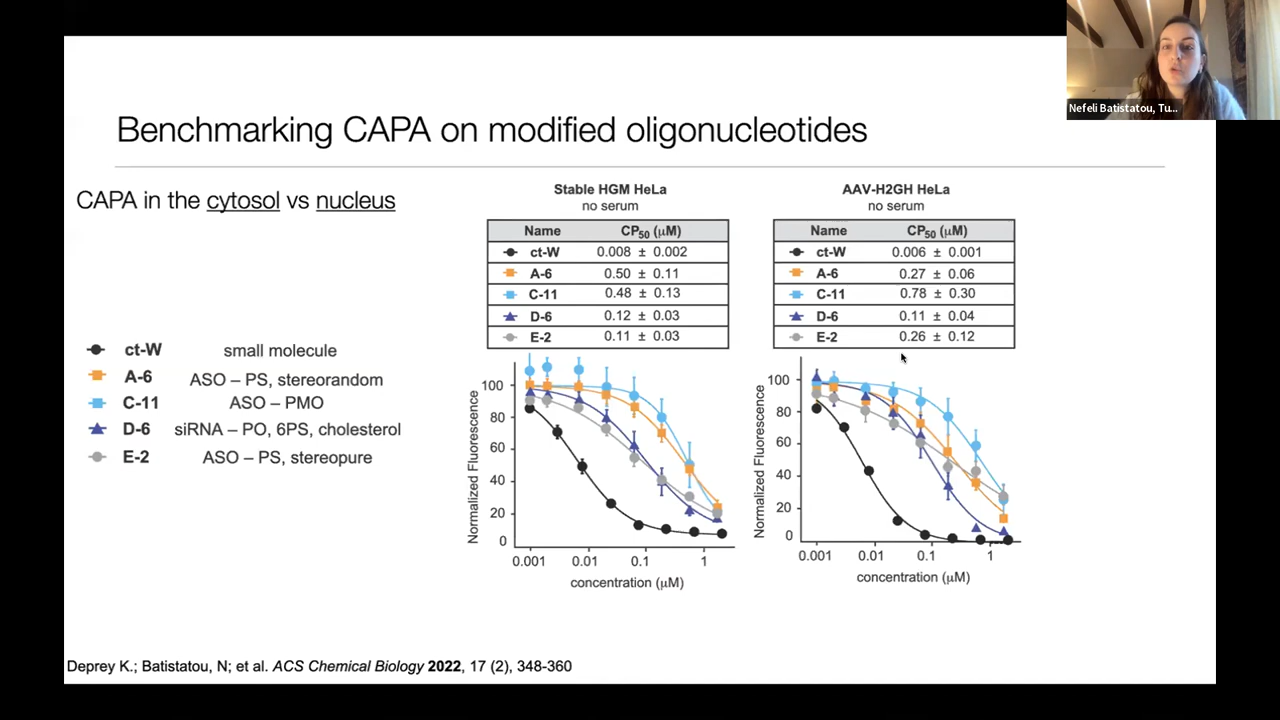 Nefeli Batistatou, Tu...
Benchmarking CAPA on modified oligonucleotides
CAPA in the cytosol vs nucleus
ct-W small molecule
A-6 ASO – PS, stereorandom
C-11 ASO – PMO
D-6 siRNA – PO, 6PS, cholesterol
E-2 ASO – PS, stereopure
Stable HGM HeLa
no serum
Name CP50 (μM)
ct-W 0.008 ± 0.002
A-6 0.50 ± 0.11
C-11 0.48 ± 0.13
D-6 0.12 ± 0.03
E-2 0.11 ± 0.03
Normalized Fluorescence
100
80
60
40
20
0
0.001 0.01 0.1 1
concentration (μM)
AAV-H2GH HeLa
no serum
Name CP50 (μM)
ct-W 0.006 ± 0.001
A-6 0.27 ± 0.06
C-11 0.78 ± 0.30
D-6 0.11 ± 0.04
E-2 0.26 ± 0.12
Normalized Fluorescence
100
80
60
40
20
0
0.001 0.01 0.1 1
concentration (μM)
Deprey K.; Batistatou, N; et al. ACS Chemical Biology 2022, 17 (2), 348-360